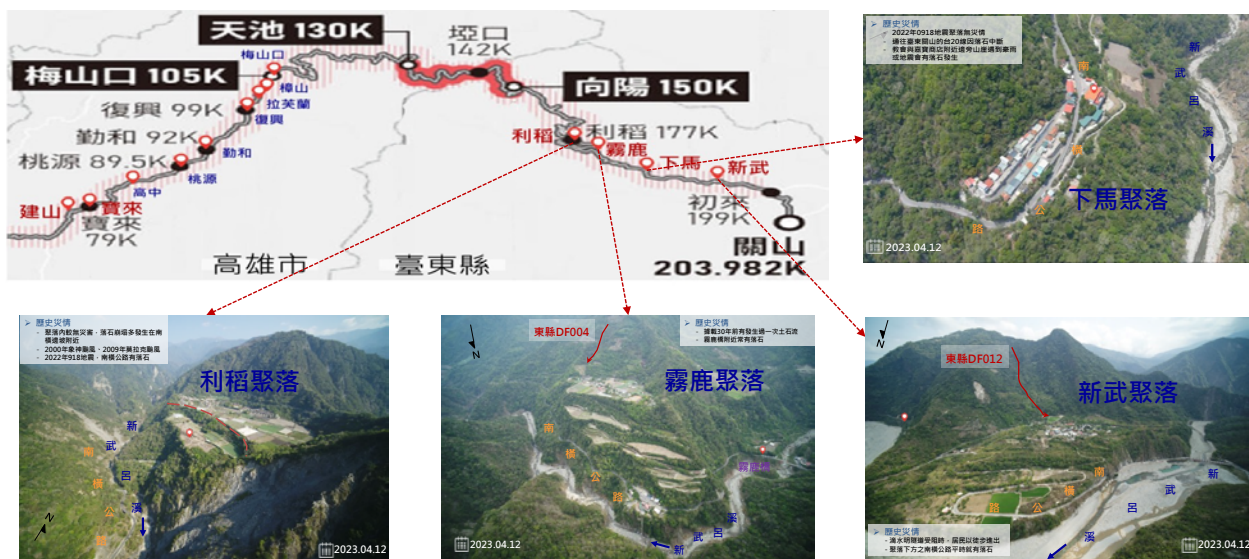 天池 130K
埡口
142K
梅山口
梅山口 105K
樟山
拉芙蘭
復興 99K
復興
向陽 150K
勤和 92K
勤和
桃源 89.5K
桃源
高中
建山
寶來
寶來
79K
利稻
利稻 177K
霧鹿
下馬
新武
初來
199K
關山
203.982K
高雄市
臺東縣
➢ 歷史災情
- 2022年0918地震聚落無災情
- 通往臺東關山的台20線因落石中斷
- 教會與嘉寶商店附近邊旁山崖遇到豪雨
或地震會有落石發生
新武呂溪
南橫公路
下馬聚落
2023.04.12
➢ 歷史災情
- 聚落內較無災害,落石崩塌多發生在南
橫邊坡附近
- 2000年象神颱風、2009年莫拉克颱風
- 2022年918地震,南橫公路有落石
利稻聚落
新武呂溪
南橫公路
N
2023.04.12
N
東縣DF004
➢ 歷史災情
- 據載30年前有發生過一次土石流
- 霧鹿橋附近常有落石
霧鹿聚落
南橫公路
霧鹿橋
新武呂溪
2023.04.12
N
東縣DF012
新武聚落
南橫公路
新武呂溪
➢ 歷史災情
- 滴水明隧道受阻時,居民以徒步進出
- 聚落下方之南橫公路平時就有落石
2023.04.12